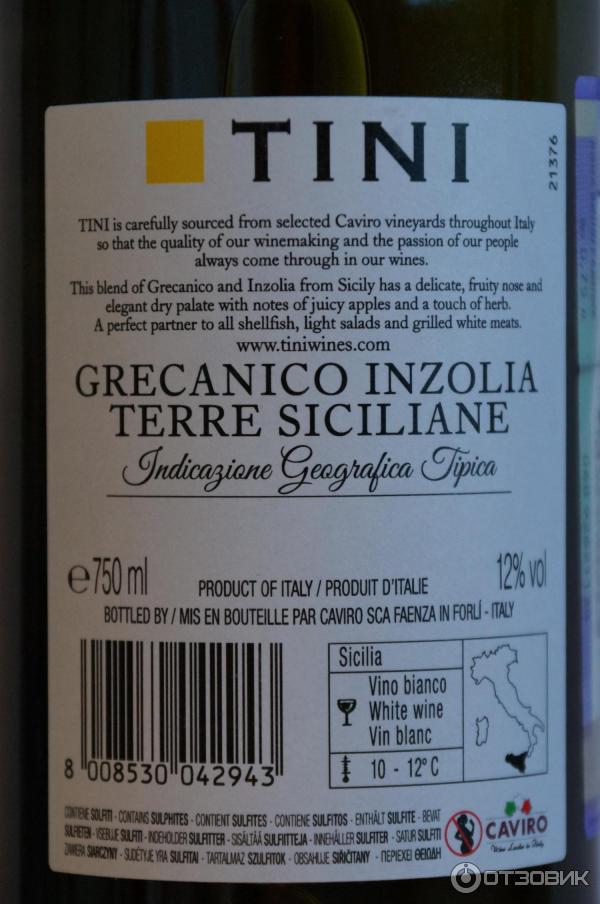 TINI
21376
TINI is carefully sourced from selected Caviro vineyards throughout Italy
so that the quality of our winemaking and the passion of our people
always come through in our wines.
This blend of Grecanico and Inzolia from Sicily has a delicate, fruity nose and
elegant dry palate with notes of juicy apples and a touch of herb.
A perfect partner to all shellfish, light salads and grilled white meats.
www.tiniwines.com
GRECANICO INZOLIA
TERRE SICILIANE
Indicazione Geografica Tipica
e 750 ml
12% vol
PRODUCT OF ITALY / PRODUIT D'ITALIE
BOTTLED BY / MIS EN BOUTEILLE PAR CAVIRO SCA FAENZA IN FORLÍ - ITALY
Sicilia
Vino bianco
White wine
Vin blanc
10 - 12° C
8 008530 042943
CONTIENE SOLFITI - CONTAINS SULPHITES - CONTIENT SULFITES - CONTIENE SULFITOS - ENTHÄLT SULFITE - BEVAT
SULFIETEN - VSEBUJE SULFITI - INDEHOLDER SULFITTER - SISÄLTÄÄ SULFIITTEJA - INNEHÅLLER SULFITER - SATUR SULFĪTI
ZAWIERA SIARCZYNY - SUDĖTYJE YRA SULFITAI - TARTALMAZ SZULFITOK - OBSAHUJE SIŘIČITANY - ΠΕΡΙΕΧΕΙ ΘΕΙΩΔΗ
CAVIRO
Wine Leader in Italy
ОТЗОВИК